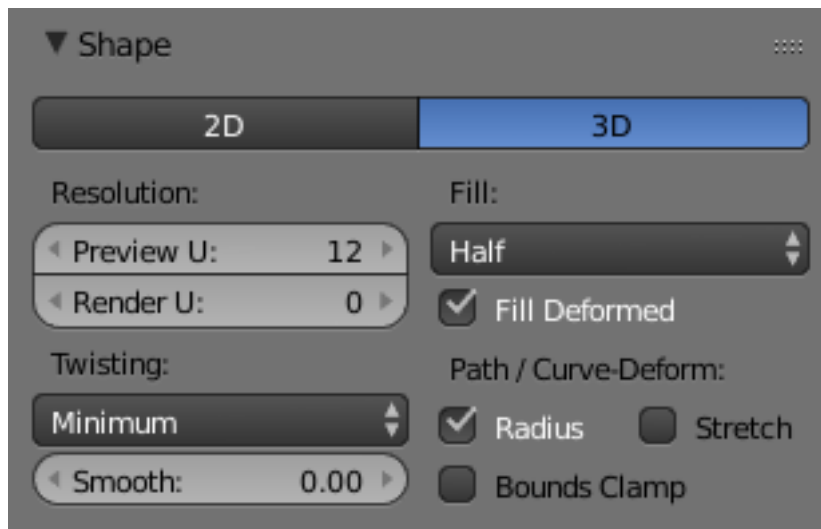 Shape
2D 3D
Resolution: Fill:
Preview U: 12 Half
Render U: 0 Fill Deformed
Twisting: Path / Curve-Deform:
Minimum Radius Stretch
Smooth: 0.00 Bounds Clamp